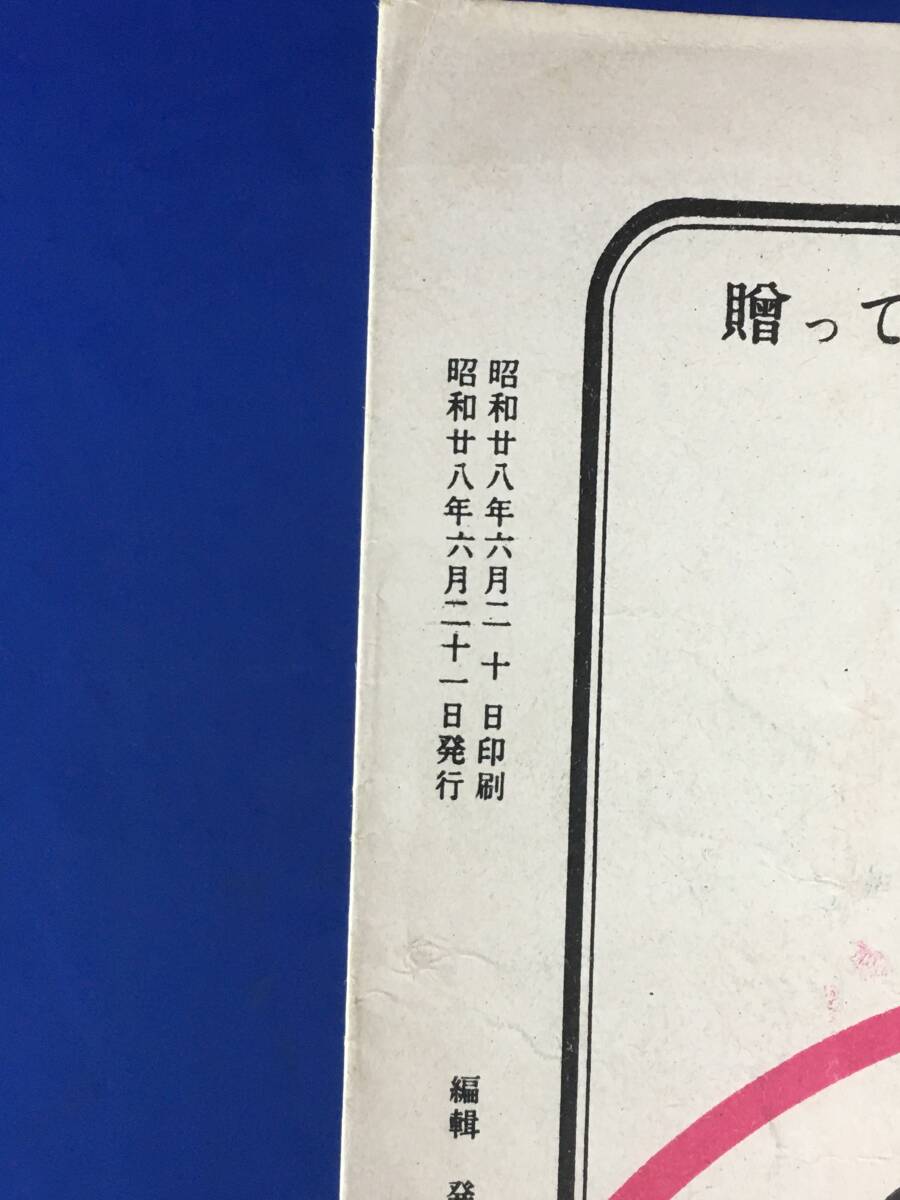 贈って
昭和廿八年六月二十日印刷
昭和廿八年六月二十一日発行
編輯 発